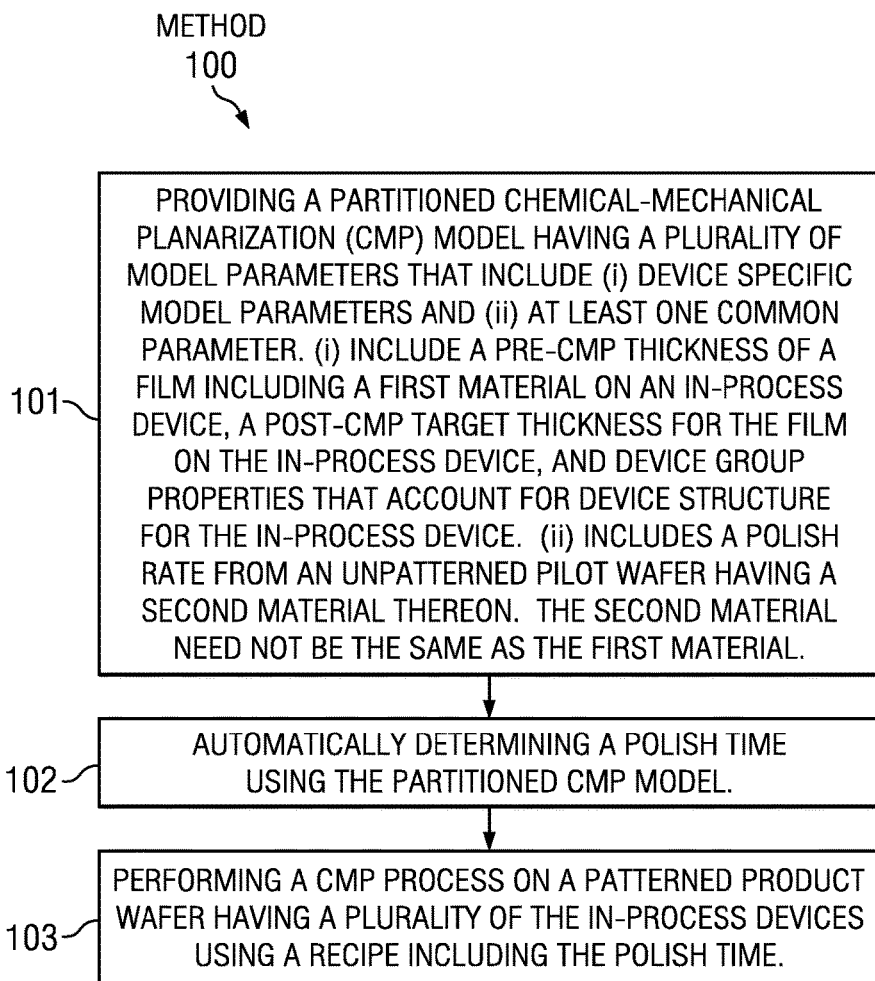 METHOD
100
PROVIDING A PARTITIONED CHEMICAL-MECHANICAL
PLANARIZATION (CMP) MODEL HAVING A PLURALITY OF
MODEL PARAMETERS THAT INCLUDE (i) DEVICE SPECIFIC
MODEL PARAMETERS AND (ii) AT LEAST ONE COMMON
PARAMETER. (i) INCLUDE A PRE-CMP THICKNESS OF A
FILM INCLUDING A FIRST MATERIAL ON AN IN-PROCESS
DEVICE, A POST-CMP TARGET THICKNESS FOR THE FILM
ON THE IN-PROCESS DEVICE, AND DEVICE GROUP
PROPERTIES THAT ACCOUNT FOR DEVICE STRUCTURE
FOR THE IN-PROCESS DEVICE. (ii) INCLUDES A POLISH
RATE FROM AN UNPATTERNED PILOT WAFER HAVING A
SECOND MATERIAL THEREON. THE SECOND MATERIAL
NEED NOT BE THE SAME AS THE FIRST MATERIAL.
101
AUTOMATICALLY DETERMINING A POLISH TIME
USING THE PARTITIONED CMP MODEL.
102
PERFORMING A CMP PROCESS ON A PATTERNED PRODUCT
WAFER HAVING A PLURALITY OF THE IN-PROCESS DEVICES
USING A RECIPE INCLUDING THE POLISH TIME.
103